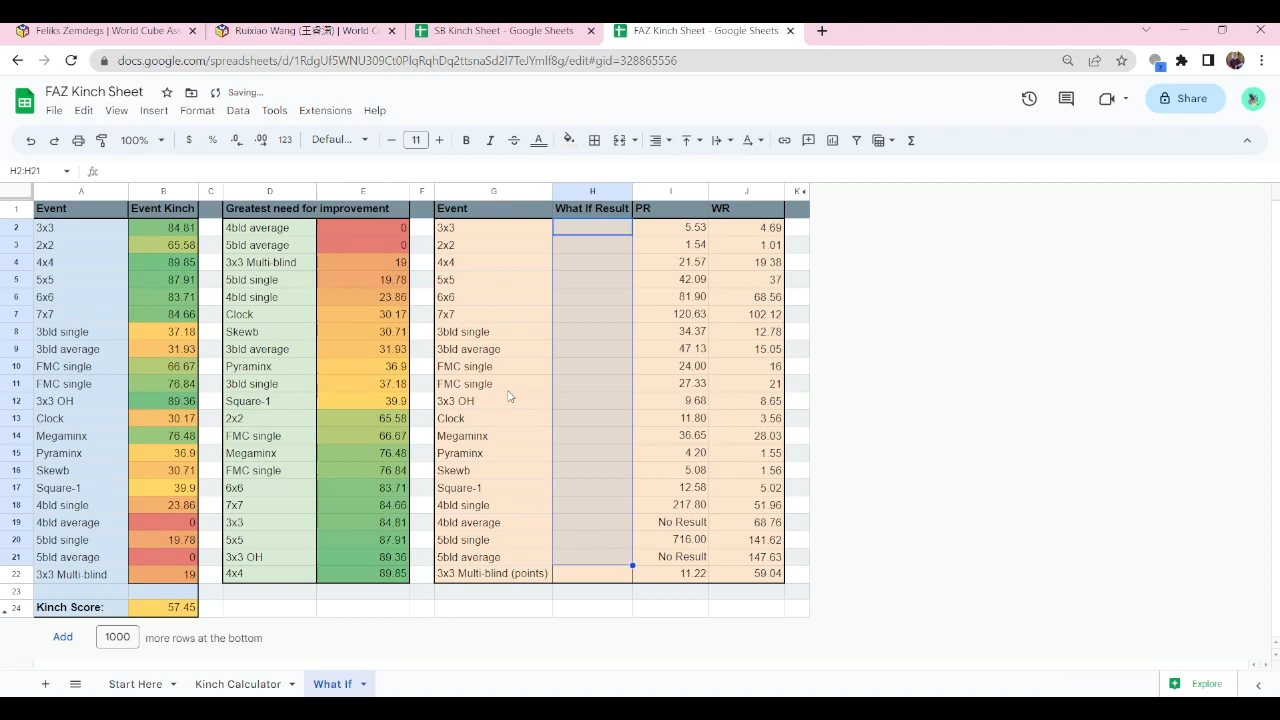 Feliks Zemdegs | World Cube Ass
Ruixiao Wang (王睿潇) | World C
SB Kinch Sheet - Google Sheets
FAZ Kinch Sheet - Google Sheets
FAZ Kinch Sheet
Saving...
File Edit View Insert Format Data Tools Extensions Help
Share
100% $ % .0 .00 123 Defaul... 11
H2:H21
A B C D E F G H I J K
1 Event Event Kinch Greatest need for improvement Event What If Result PR WR
2 3x3 84.81 4bld average 0 3x3 5.53 4.69
3 2x2 65.58 5bld average 0 2x2 1.54 1.01
4 4x4 89.85 3x3 Multi-blind 19 4x4 21.57 19.38
5 5x5 87.91 5bld single 19.78 5x5 42.09 37
6 6x6 83.71 4bld single 23.86 6x6 81.90 68.56
7 7x7 84.66 Clock 30.17 7x7 120.63 102.12
8 3bld single 37.18 Skewb 30.71 3bld single 34.37 12.78
9 3bld average 31.93 3bld average 31.93 3bld average 47.13 15.05
10 FMC single 66.67 Pyraminx 36.9 FMC single 24.00 16
11 FMC single 76.84 3bld single 37.18 FMC single 27.33 21
12 3x3 OH 89.36 Square-1 39.9 3x3 OH 9.68 8.65
13 Clock 30.17 2x2 65.58 Clock 11.80 3.56
14 Megaminx 76.48 FMC single 66.67 Megaminx 36.65 28.03
15 Pyraminx 36.9 Megaminx 76.48 Pyraminx 4.20 1.55
16 Skewb 30.71 FMC single 76.84 Skewb 5.08 1.56
17 Square-1 39.9 6x6 83.71 Square-1 12.58 5.02
18 4bld single 23.86 7x7 84.66 4bld single 217.80 51.96
19 4bld average 0 3x3 84.81 4bld average No Result 68.76
20 5bld single 19.78 5x5 87.91 5bld single 716.00 141.62
21 5bld average 0 3x3 OH 89.36 5bld average No Result 147.63
22 3x3 Multi-blind 19 4x4 89.85 3x3 Multi-blind (points) 11.22 59.04
23
24 Kinch Score: 57.45
Add 1000 more rows at the bottom
Start Here Kinch Calculator What If
Explore